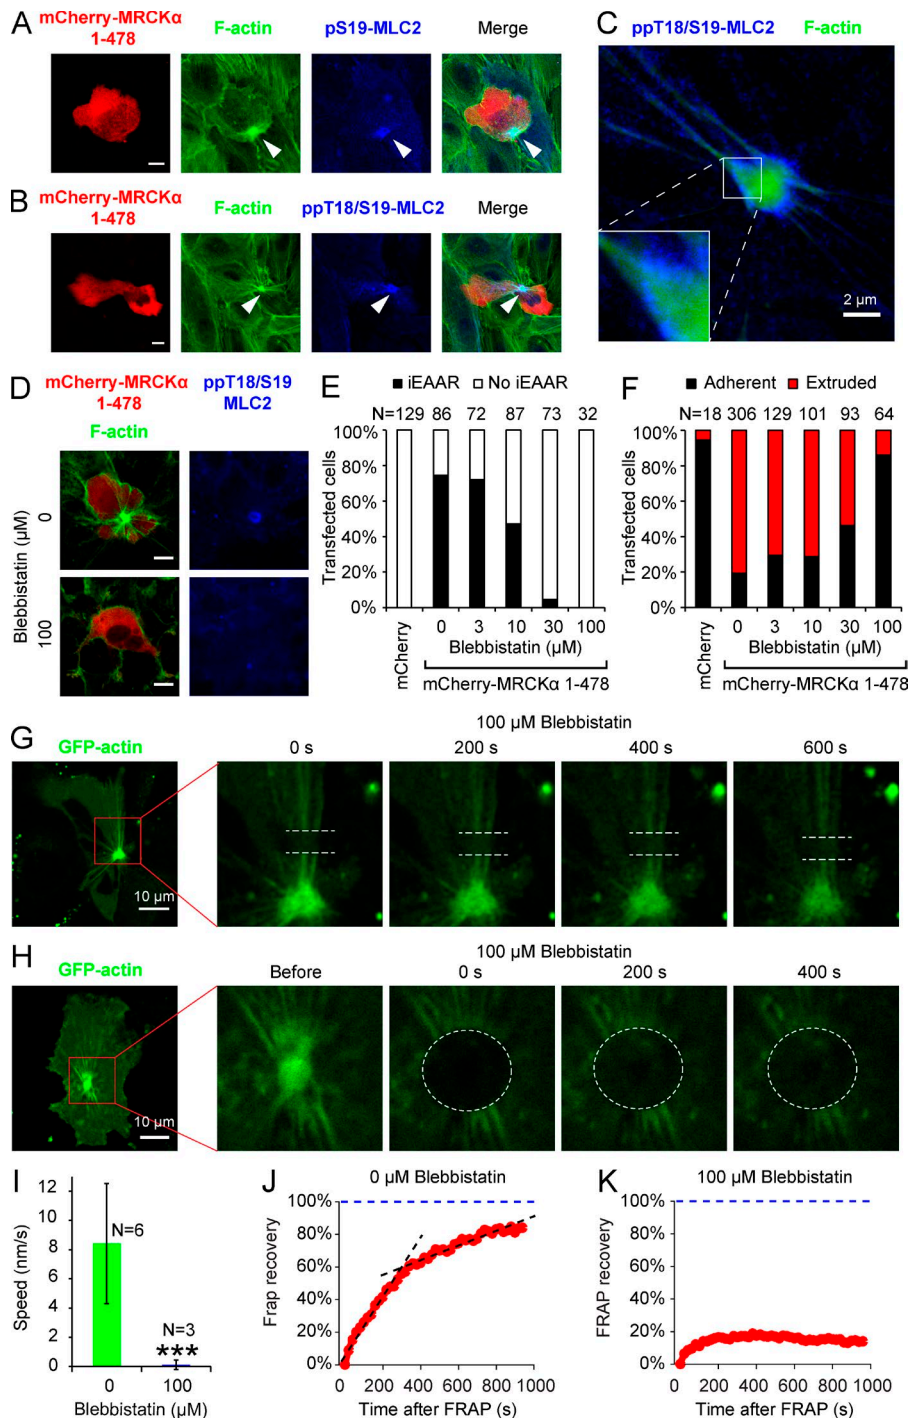 A
mCherry-MRCKα
1-478
F-actin
pS19-MLC2
Merge
B
mCherry-MRCKα
1-478
F-actin
ppT18/S19-MLC2
Merge
C
ppT18/S19-MLC2
F-actin
2 µm
D
mCherry-MRCKα
1-478
F-actin
ppT18/S19
MLC2
Blebbistatin (µM)
0
100
E
iEAAR
No iEAAR
N=129 86 72 87 73 32
Transfected cells
100%
80%
60%
40%
20%
0%
mCherry
0 3 10 30 100
Blebbistatin (µM)
mCherry-MRCKα 1-478
F
Adherent
Extruded
N=18 306 129 101 93 64
Transfected cells
100%
80%
60%
40%
20%
0%
mCherry
0 3 10 30 100
Blebbistatin (µM)
mCherry-MRCKα 1-478
G
GFP-actin
10 µm
100 µM Blebbistatin
0 s 200 s 400 s 600 s
H
GFP-actin
10 µm
100 µM Blebbistatin
Before 0 s 200 s 400 s
I
Speed (nm/s)
12
10
8
6
4
2
0
N=6
N=3
***
0 100
Blebbistatin (µM)
J
0 µM Blebbistatin
Frap recovery
100%
80%
60%
40%
20%
0%
0 200 400 600 800 1000
Time after FRAP (s)
K
100 µM Blebbistatin
FRAP recovery
100%
80%
60%
40%
20%
0%
0 200 400 600 800 1000
Time after FRAP (s)